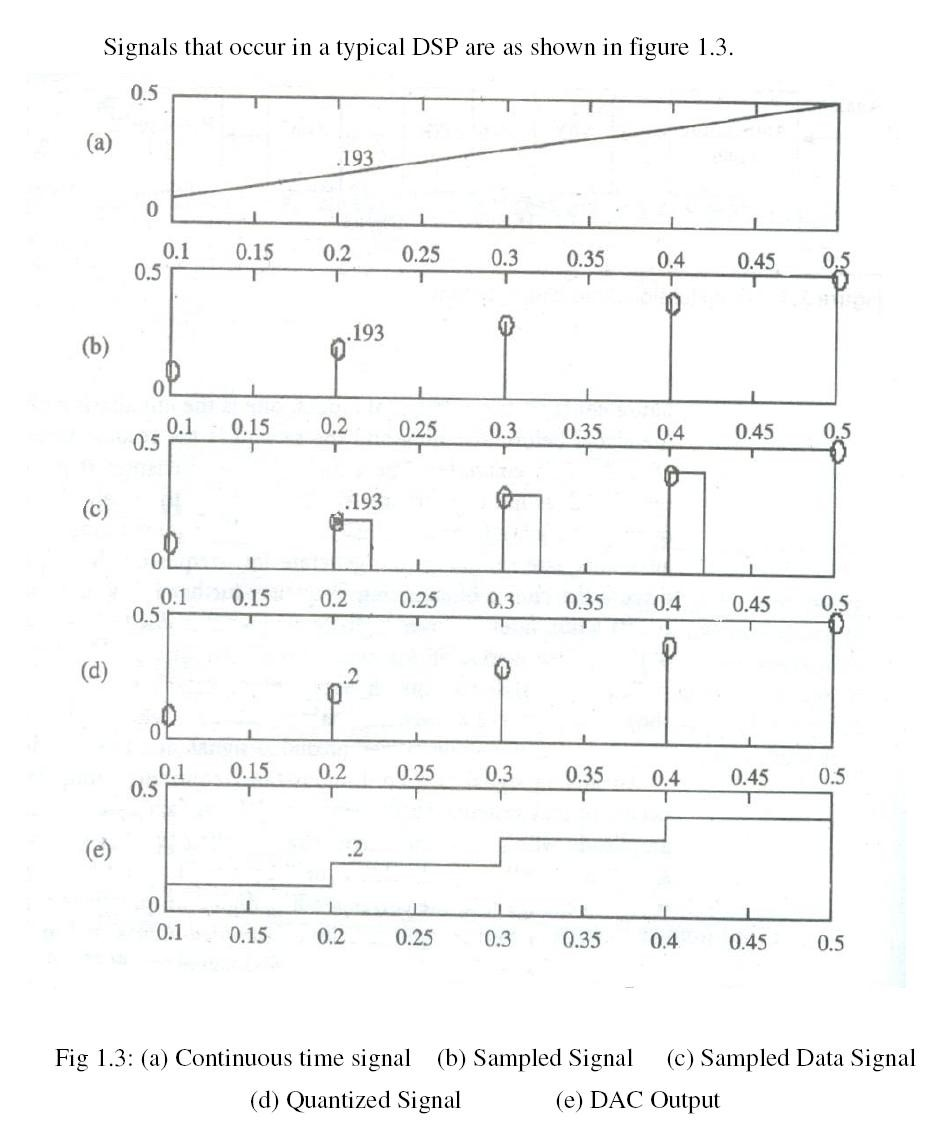 Signals that occur in a typical DSP are as shown in figure 1.3.
0.5
(a)
.193
0
0.1 0.15 0.2 0.25 0.3 0.35 0.4 0.45 0.5
0.5
(b)
.193
0
0.1 0.15 0.2 0.25 0.3 0.35 0.4 0.45 0.5
0.5
(c)
.193
0
0.1 0.15 0.2 0.25 0.3 0.35 0.4 0.45 0.5
0.5
(d)
.2
0
0.1 0.15 0.2 0.25 0.3 0.35 0.4 0.45 0.5
0.5
(e)
.2
0
0.1 0.15 0.2 0.25 0.3 0.35 0.4 0.45 0.5
Fig 1.3: (a) Continuous time signal (b) Sampled Signal (c) Sampled Data Signal
(d) Quantized Signal (e) DAC Output